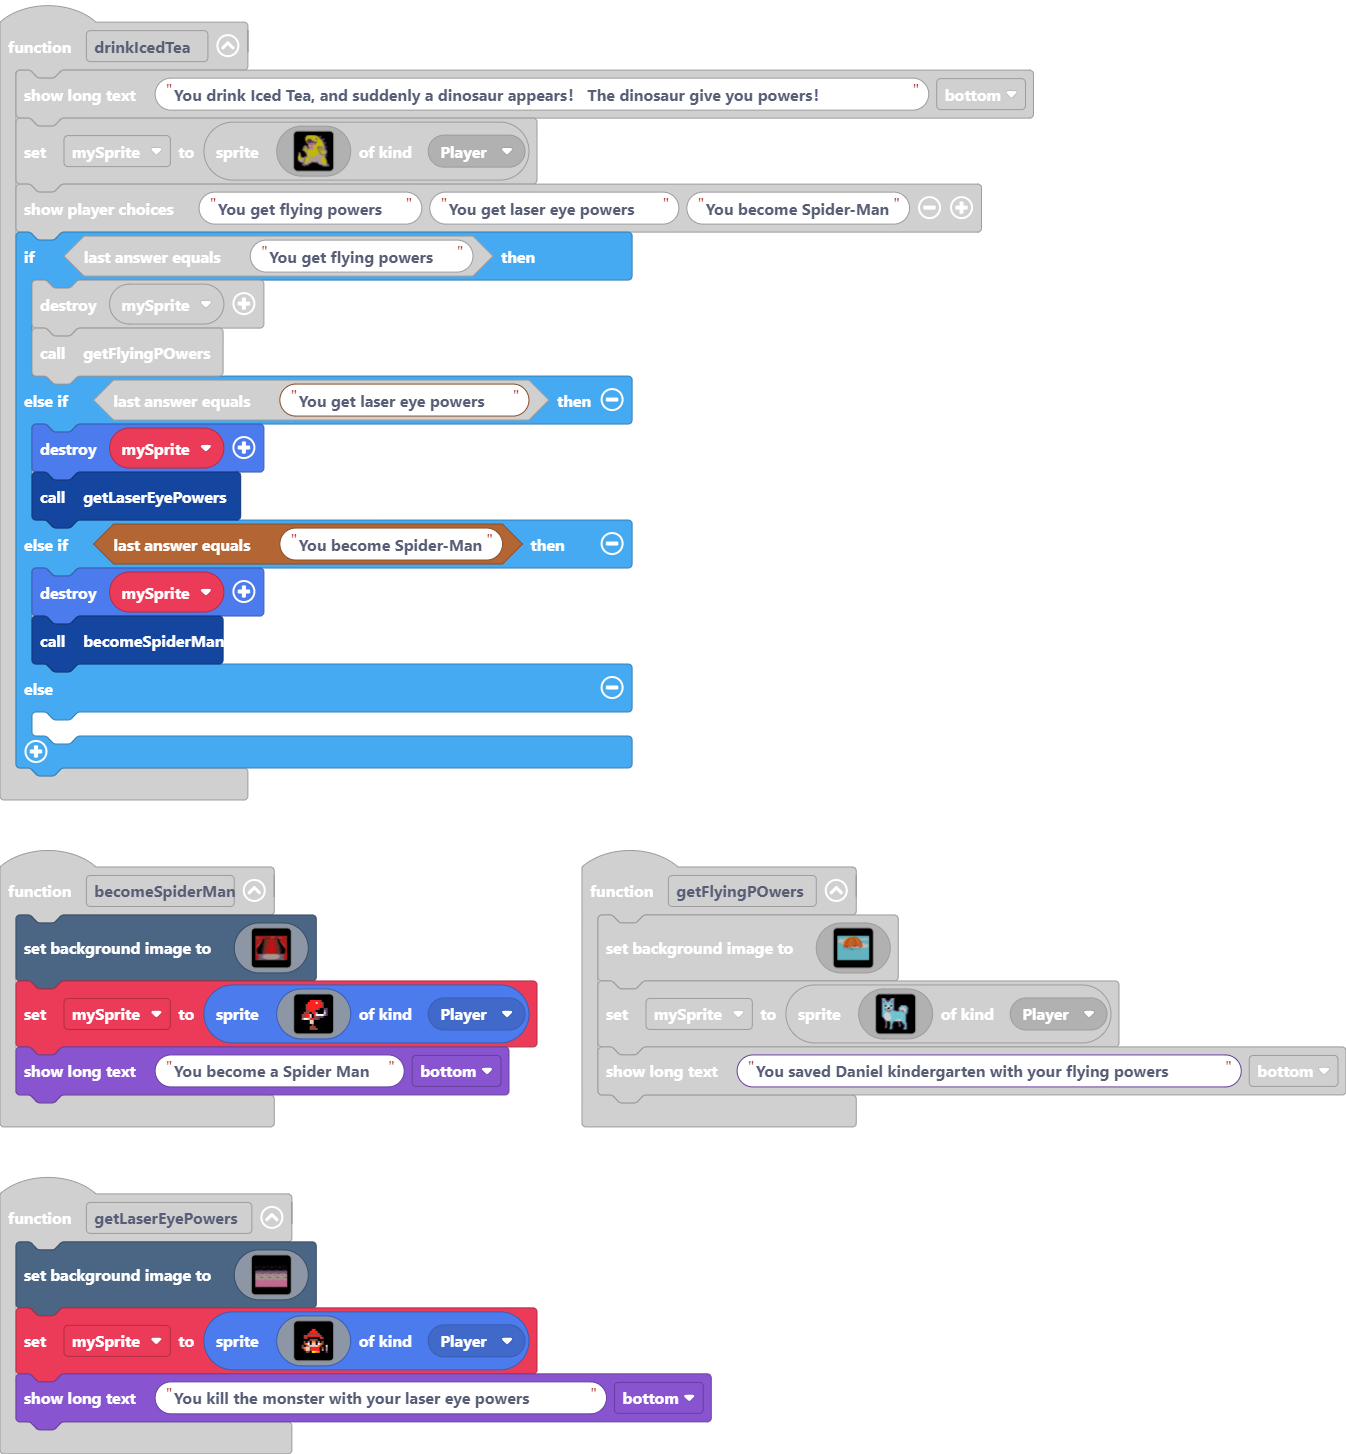 function drinkIcedTea
show long text "You drink Iced Tea, and suddenly a dinosaur appears! The dinosaur give you powers!" bottom
set mySprite to sprite of kind Player
show player choices "You get flying powers" "You get laser eye powers" "You become Spider-Man"
if last answer equals "You get flying powers" then
destroy mySprite
call getFlyingPOwers
else if last answer equals "You get laser eye powers" then
destroy mySprite
call getLaserEyePowers
else if last answer equals "You become Spider-Man" then
destroy mySprite
call becomeSpiderMan
else
function becomeSpiderMan
set background image to
set mySprite to sprite of kind Player
show long text "You become a Spider Man" bottom
function getFlyingPOwers
set background image to
set mySprite to sprite of kind Player
show long text "You saved Daniel kindergarten with your flying powers" bottom
function getLaserEyePowers
set background image to
set mySprite to sprite of kind Player
show long text "You kill the monster with your laser eye powers" bottom